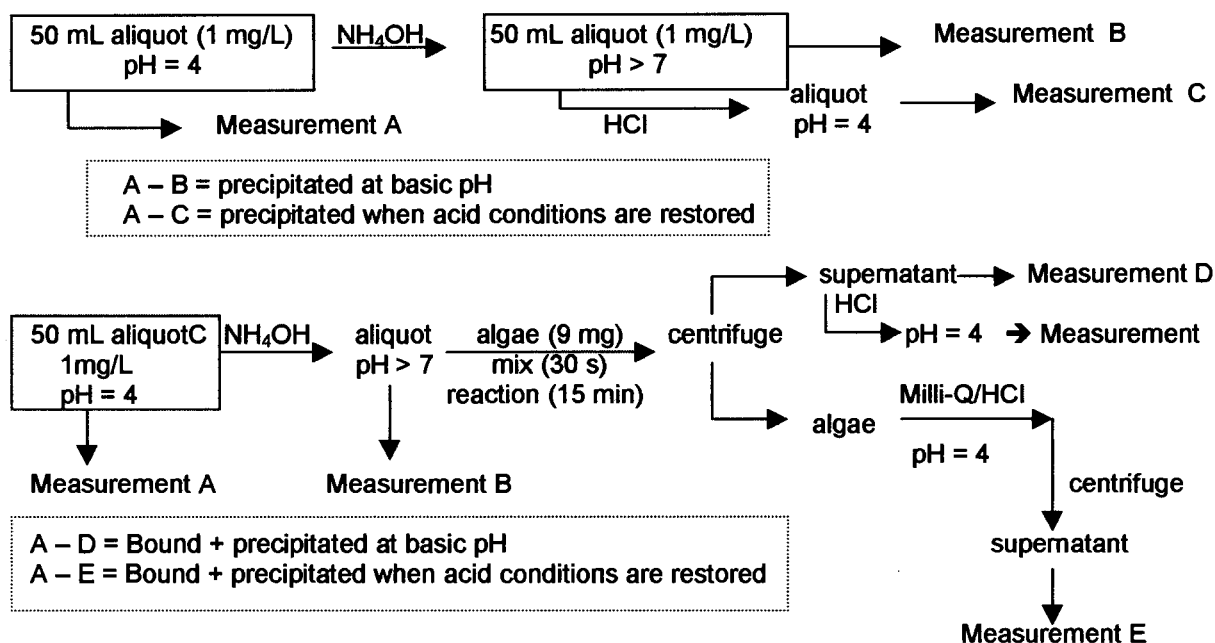 50 mL aliquot (1 mg/L)
pH = 4
NH₄OH
50 mL aliquot (1 mg/L)
pH > 7
Measurement B
Measurement A
HCl
aliquot
pH = 4
Measurement C
A – B = precipitated at basic pH
A – C = precipitated when acid conditions are restored
50 mL aliquotC
1mg/L
pH = 4
NH₄OH
aliquot
pH > 7
algae (9 mg)
mix (30 s)
reaction (15 min)
centrifuge
supernatant
Measurement D
HCl
pH = 4 ➔ Measurement
algae
Milli-Q/HCl
pH = 4
centrifuge
supernatant
Measurement E
Measurement A
Measurement B
A – D = Bound + precipitated at basic pH
A – E = Bound + precipitated when acid conditions are restored